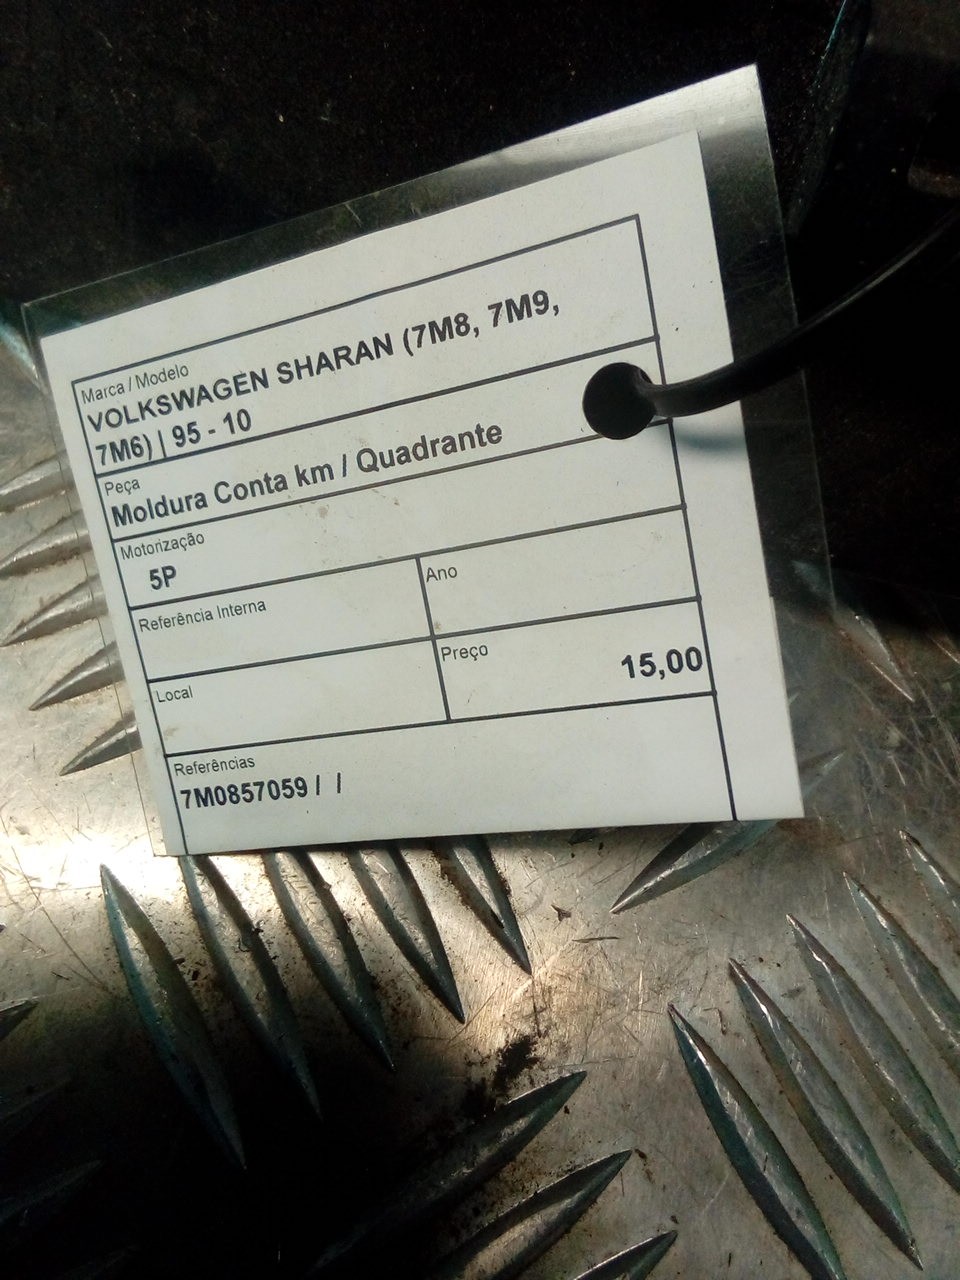 Marca / Modelo
VOLKSWAGEN SHARAN (7M8, 7M9,
7M6) | 95 - 10
Peça
Moldura Conta km / Quadrante
Motorização
5P
Referência Interna
Ano
Local
Preço
15,00
Referências
7M0857059 / /